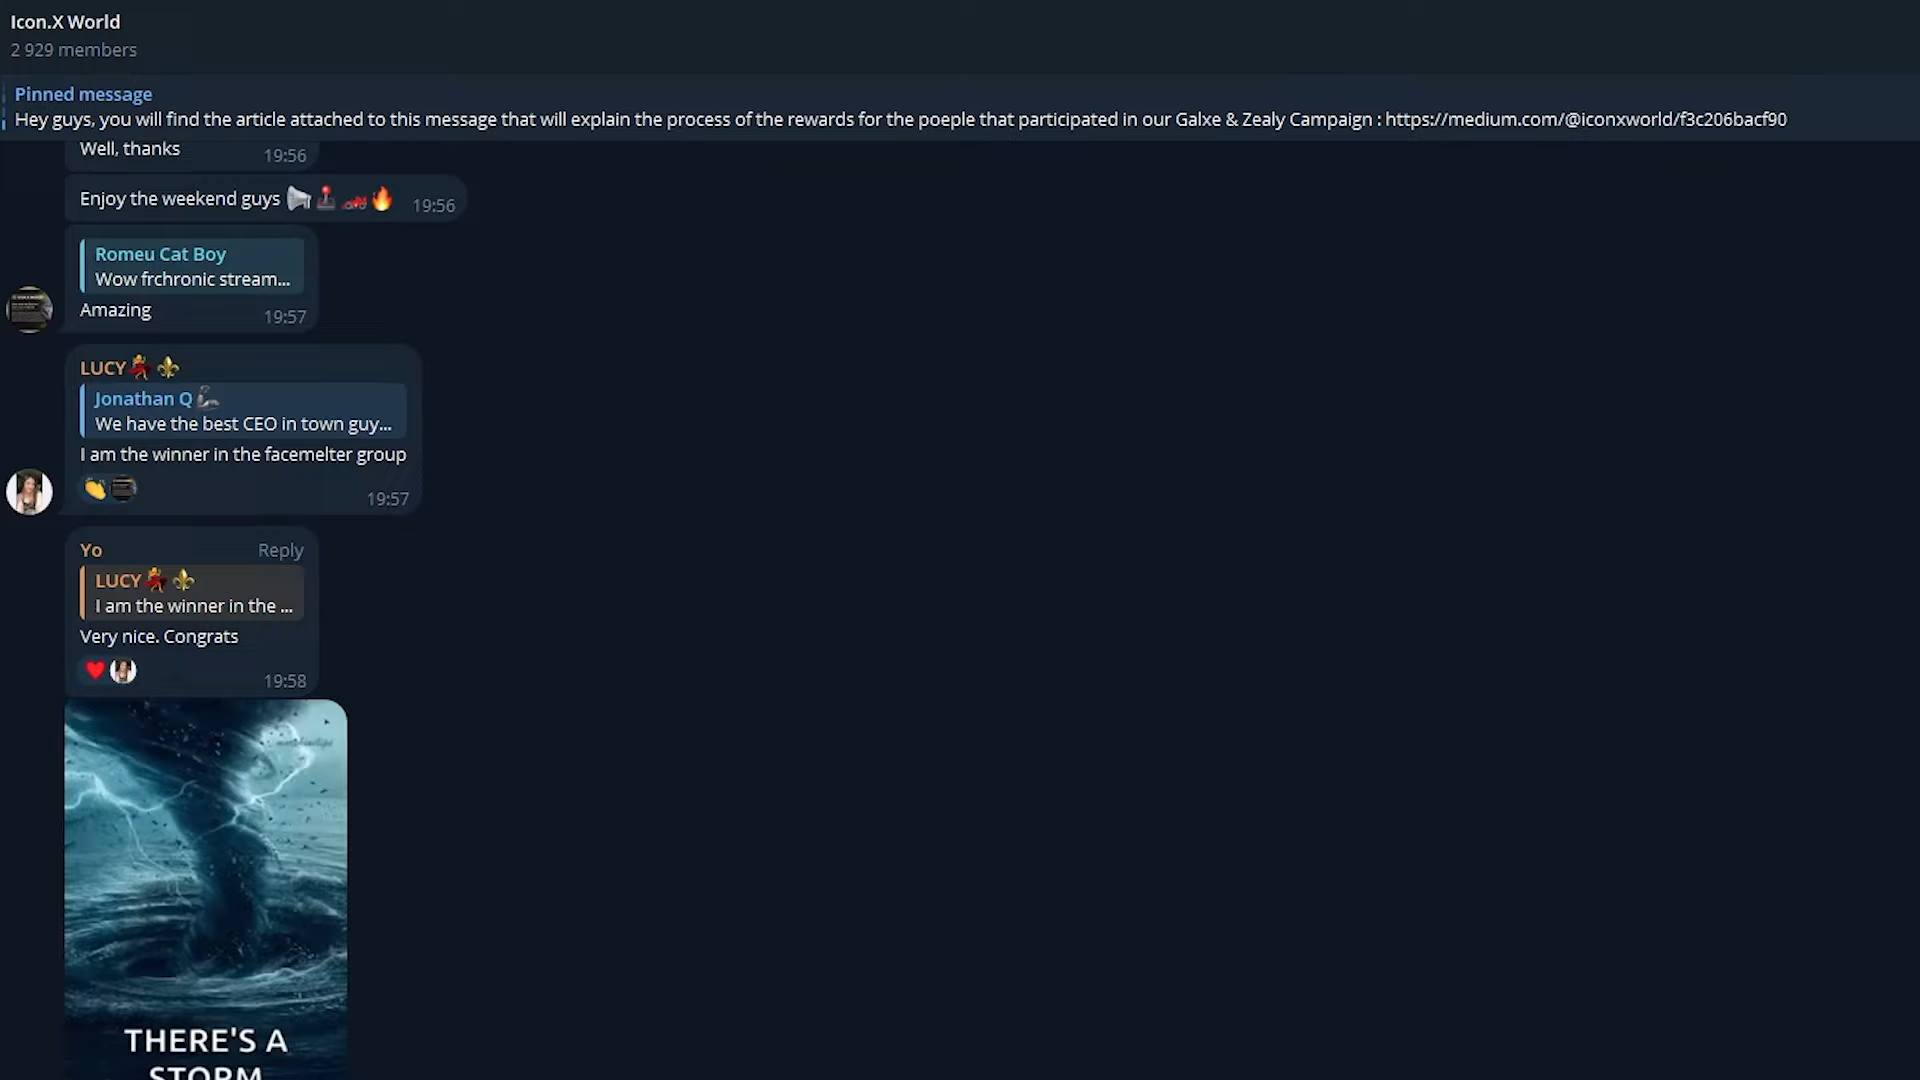 Icon.X World
2 929 members
Pinned message
Hey guys, you will find the article attached to this message that will explain the process of the rewards for the poeple that participated in our Galxe & Zealy Campaign : https://medium.com/@iconxworld/f3c206bacf90
Well, thanks 19:56
Enjoy the weekend guys 📢🕹️🏎️🔥 19:56
Romeu Cat Boy
Wow frchronic stream...
Amazing 19:57
LUCY💃⚜️
Jonathan Q🦾
We have the best CEO in town guy...
I am the winner in the facemelter group
👏 19:57
Yo Reply
LUCY💃⚜️
I am the winner in the ...
Very nice. Congrats
❤️ 19:58
THERE'S A
STORM